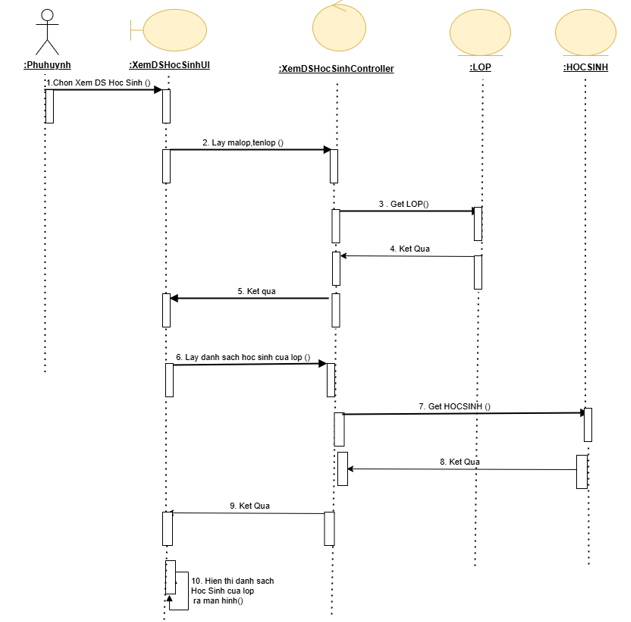 :Phuhuynh
:XemDSHocSinhUI
:XemDSHocSinhController
:LOP
:HOCSINH
1.Chon Xem DS Hoc Sinh ()
2. Lay malop,tenlop ()
3 . Get LOP()
4. Ket Qua
5. Ket qua
6. Lay danh sach hoc sinh cua lop ()
7. Get HOCSINH ()
8. Ket Qua
9. Ket Qua
10. Hien thi danh sach
Hoc Sinh cua lop
ra man hinh()